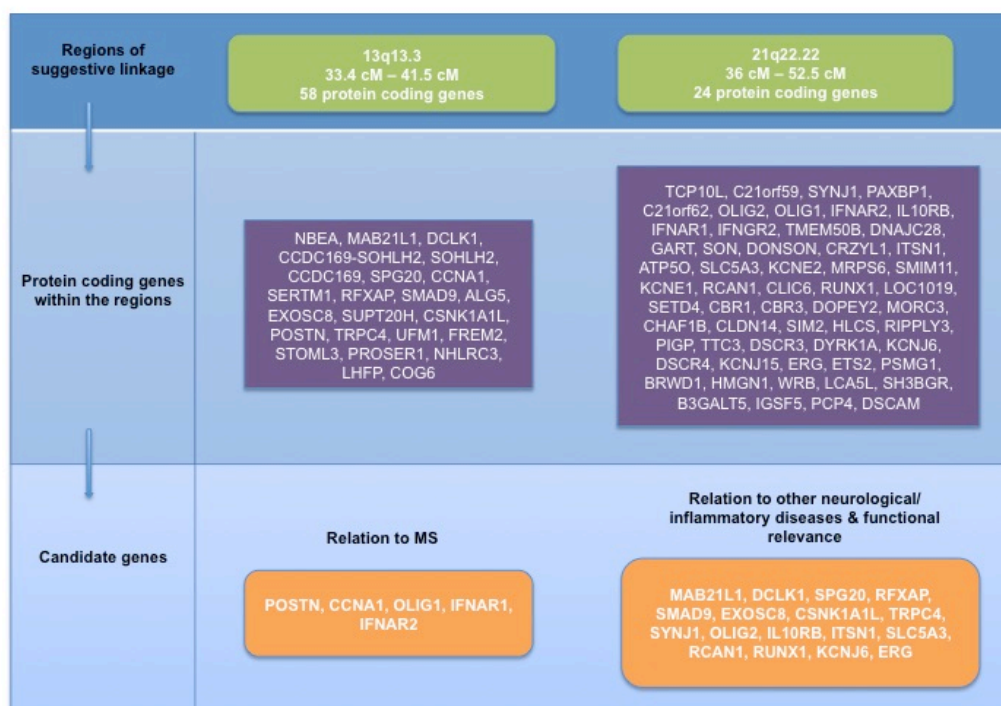 Regions of
suggestive linkage
13q13.3
33.4 cM – 41.5 cM
58 protein coding genes
21q22.22
36 cM – 52.5 cM
24 protein coding genes
Protein coding genes
within the regions
NBEA, MAB21L1, DCLK1,
CCDC169-SOHLH2, SOHLH2,
CCDC169, SPG20, CCNA1,
SERTM1, RFXAP, SMAD9, ALG5,
EXOSC8, SUPT20H, CSNK1A1L,
POSTN, TRPC4, UFM1, FREM2,
STOML3, PROSER1, NHLRC3,
LHFP, COG6
TCP10L, C21orf59, SYNJ1, PAXBP1,
C21orf62, OLIG2, OLIG1, IFNAR2, IL10RB,
IFNAR1, IFNGR2, TMEM50B, DNAJC28,
GART, SON, DONSON, CRZYL1, ITSN1,
ATP5O, SLC5A3, KCNE2, MRPS6, SMIM11,
KCNE1, RCAN1, CLIC6, RUNX1, LOC1019,
SETD4, CBR1, CBR3, DOPEY2, MORC3,
CHAF1B, CLDN14, SIM2, HLCS, RIPPLY3,
PIGP, TTC3, DSCR3, DYRK1A, KCNJ6,
DSCR4, KCNJ15, ERG, ETS2, PSMG1,
BRWD1, HMGN1, WRB, LCA5L, SH3BGR,
B3GALT5, IGSF5, PCP4, DSCAM
Candidate genes
Relation to MS
POSTN, CCNA1, OLIG1, IFNAR1,
IFNAR2
Relation to other neurological/
inflammatory diseases & functional
relevance
MAB21L1, DCLK1, SPG20, RFXAP,
SMAD9, EXOSC8, CSNK1A1L, TRPC4,
SYNJ1, OLIG2, IL10RB, ITSN1, SLC5A3,
RCAN1, RUNX1, KCNJ6, ERG